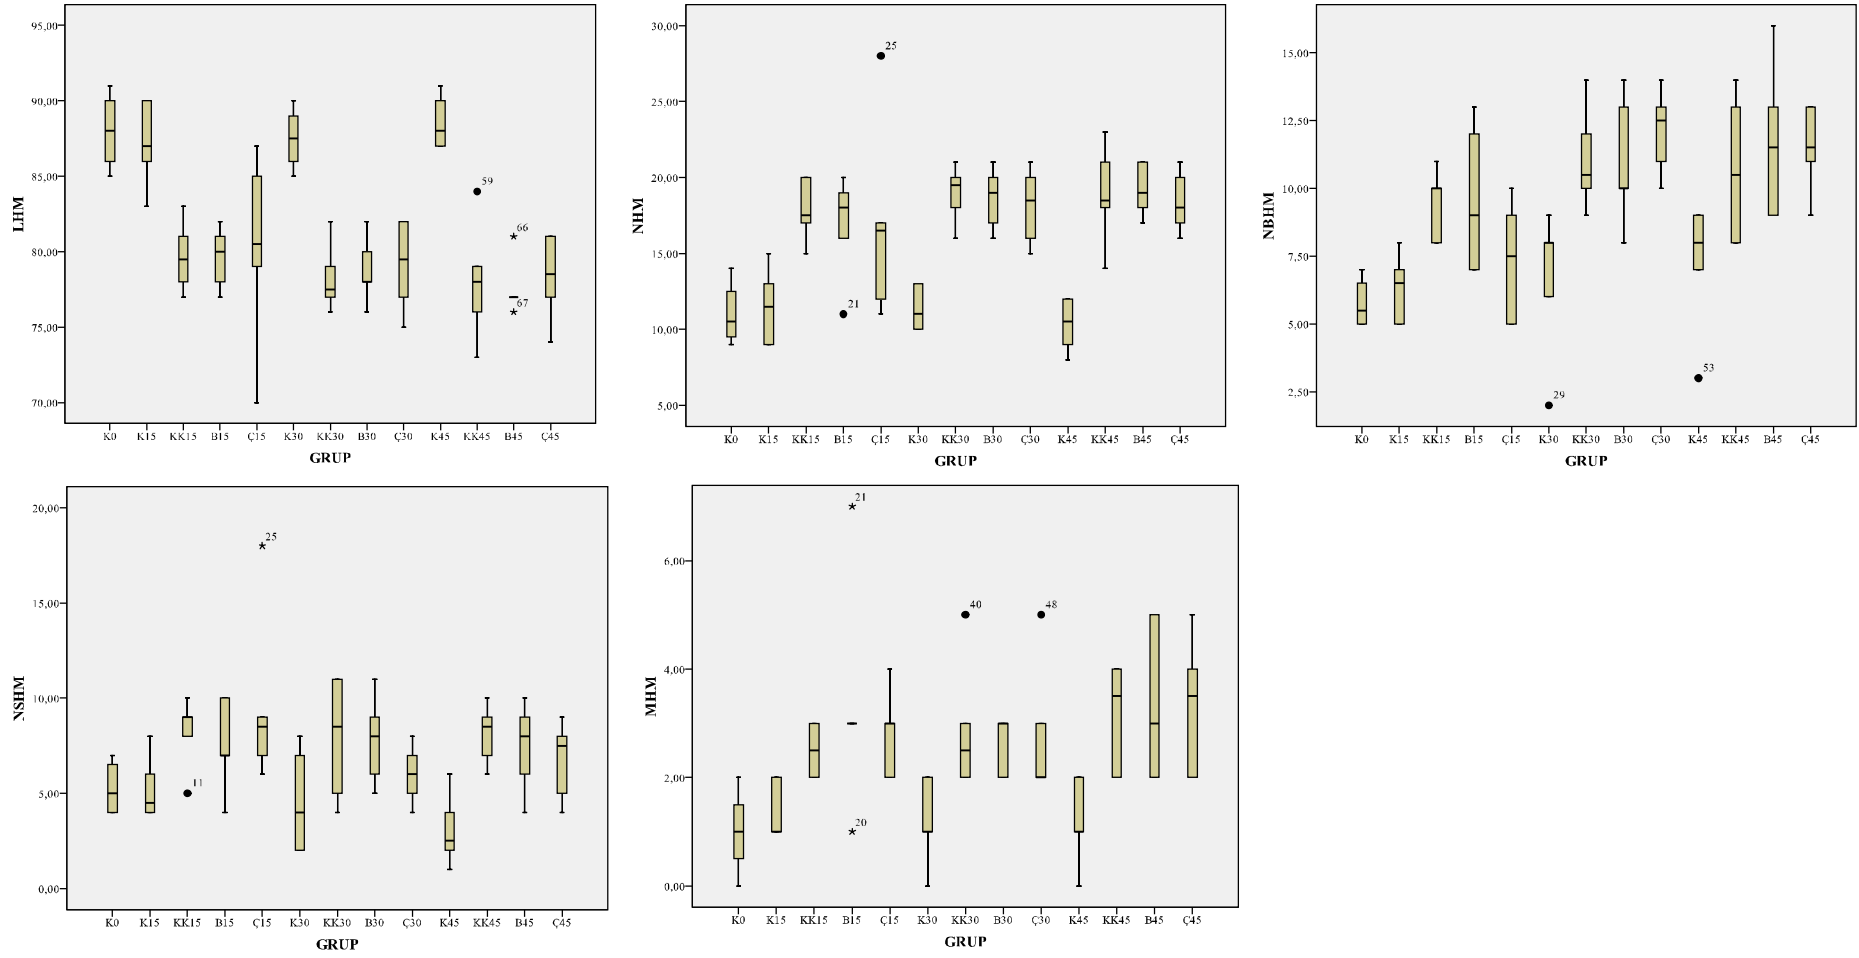 95,00
90,00
85,00
80,00
75,00
70,00
LHM
59
66
67
K0 K15 KK15 B15 Ç15 K30 KK30 B30 Ç30 K45 KK45 B45 Ç45
GRUP
30,00
25,00
20,00
15,00
10,00
5,00
NHM
25
21
K0 K15 KK15 B15 Ç15 K30 KK30 B30 Ç30 K45 KK45 B45 Ç45
GRUP
15,00
12,50
10,00
7,50
5,00
2,50
NBHM
29
53
K0 K15 KK15 B15 Ç15 K30 KK30 B30 Ç30 K45 KK45 B45 Ç45
GRUP
20,00
15,00
10,00
5,00
0,00
NSHM
25
11
K0 K15 KK15 B15 Ç15 K30 KK30 B30 Ç30 K45 KK45 B45 Ç45
GRUP
6,00
4,00
2,00
0,00
MHM
21
40
48
20
K0 K15 KK15 B15 Ç15 K30 KK30 B30 Ç30 K45 KK45 B45 Ç45
GRUP